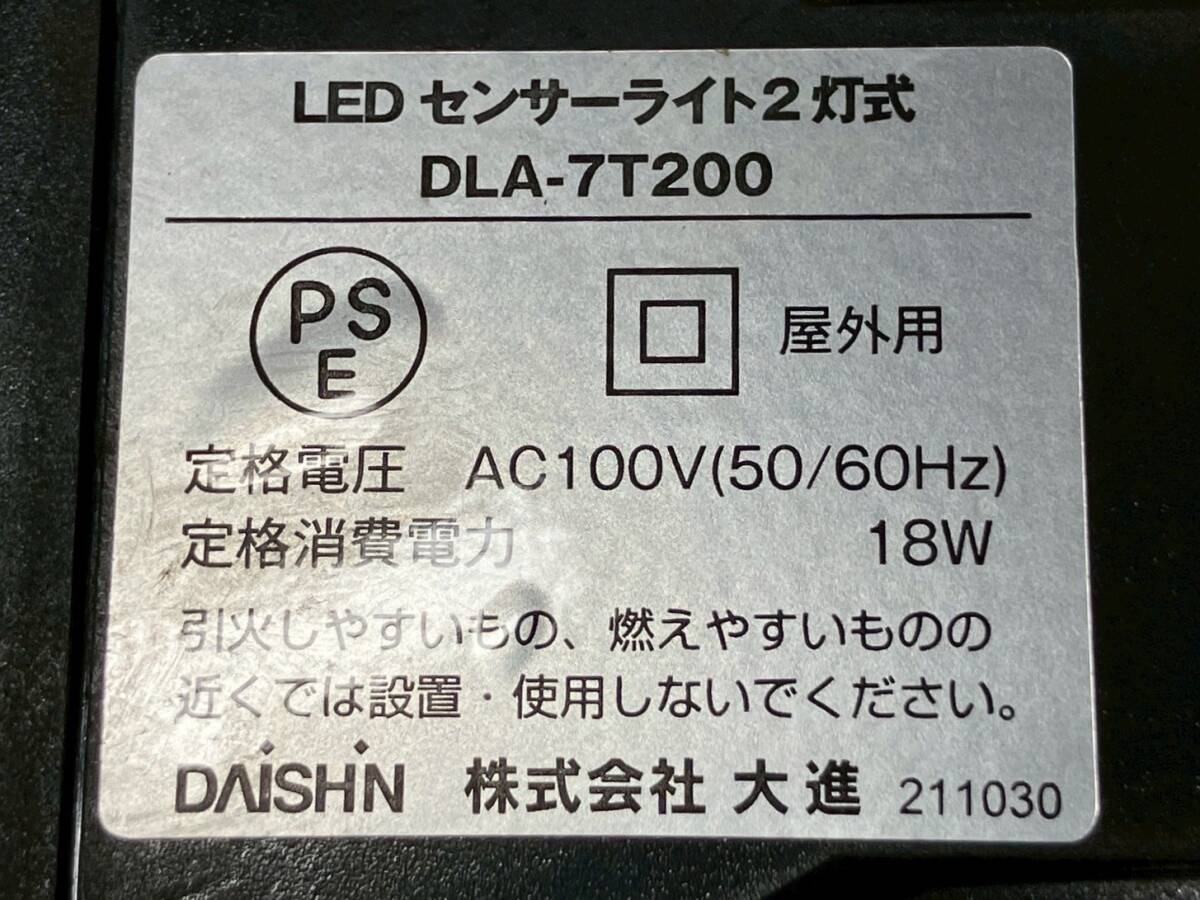 LED センサーライト2灯式
DLA-7T200
PS
E
屋外用
定格電圧 AC100V(50/60Hz)
定格消費電力 18W
引火しやすいもの、燃えやすいものの
近くでは設置・使用しないでください。
DAISHIN 株式会社 大進 211030